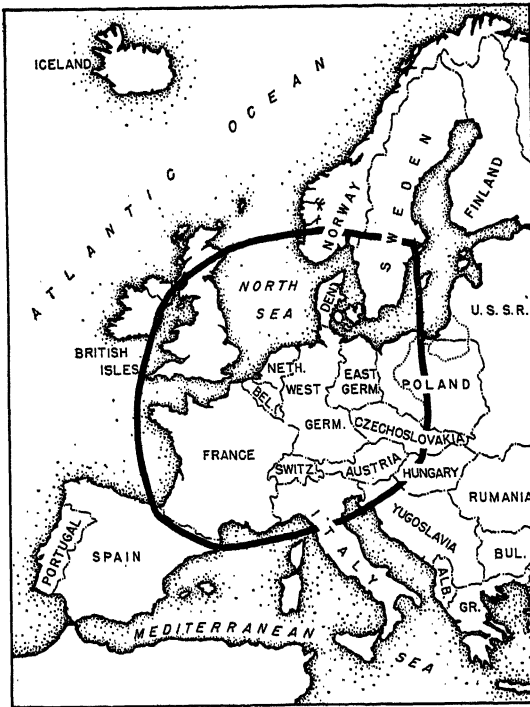 ICELAND
ATLANTIC OCEAN
NORWAY
SWEDEN
FINLAND
NORTH
SEA
DEN.
U.S.S.R.
BRITISH
ISLES
NETH.
BEL.
WEST
GERM.
EAST
GERM.
POLAND
CZECHOSLOVAKIA
FRANCE
SWITZ.
AUSTRIA
HUNGARY
RUMANIA
YUGOSLAVIA
ITALY
PORTUGAL
SPAIN
BUL.
ALB.
GR.
MEDITERRANEAN
SEA